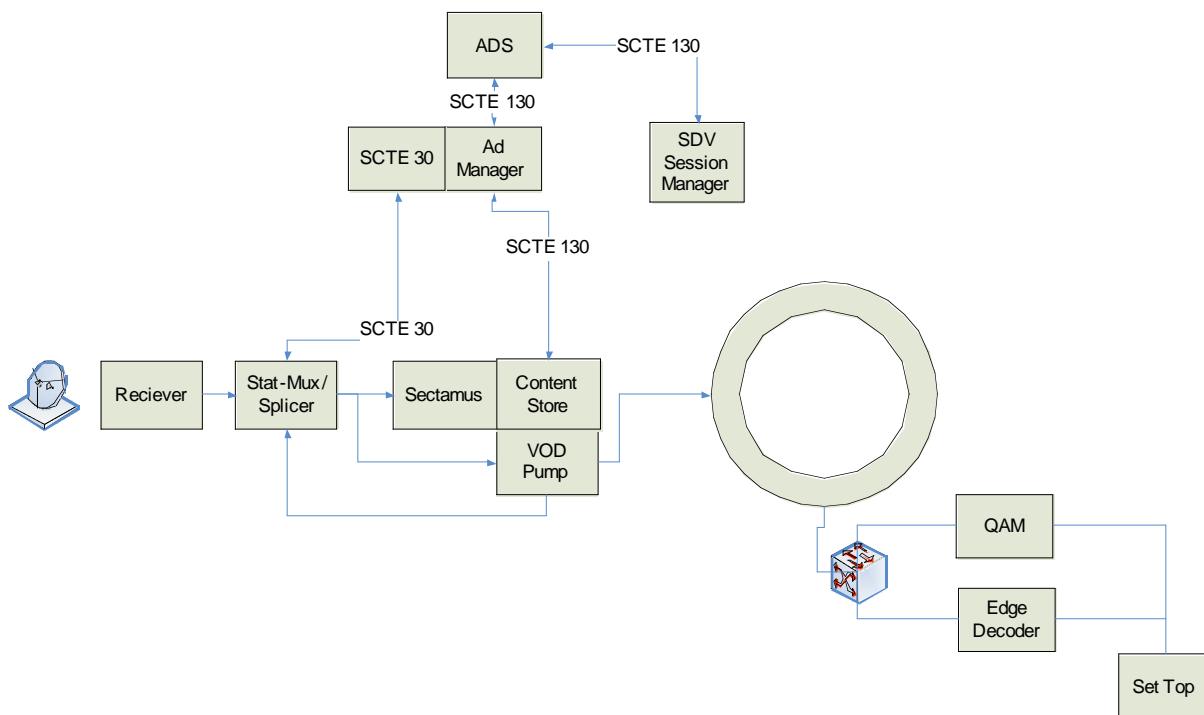 ADS
SCTE 130
SCTE 130
SCTE 30
Ad
Manager
SDV
Session
Manager
SCTE 130
SCTE 30
Reciever
Stat-Mux/
Splicer
Sectamus
Content
Store
VOD
Pump
QAM
Edge
Decoder
Set Top